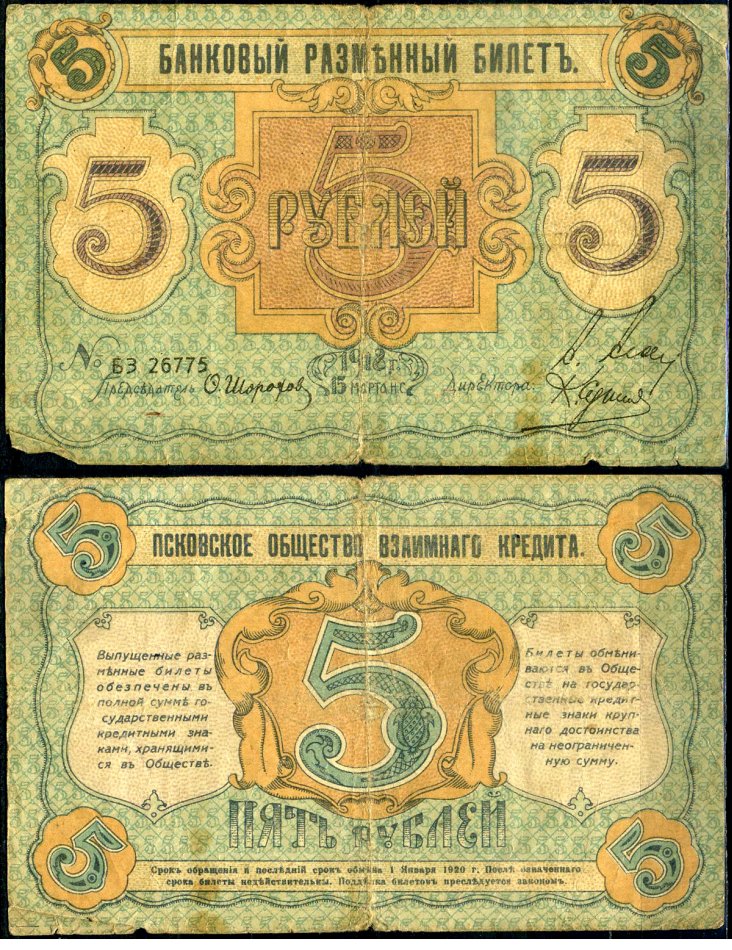 5 БАНКОВЫЙ РАЗМѢННЫЙ БИЛЕТЪ. 5
5 5 5
РУБЛЕЙ
№ БЗ 26775
1918 г.
15 МАРТА Н.С.
Предсѣдатель О. Шороховъ
Директора:
5 5
ПСКОВСКОЕ ОБЩЕСТВО ВЗАИМНАГО КРЕДИТА.
Выпущенные раз-
мѣнные билеты
обезпечены въ
полной суммѣ го-
сударственными
кредитными зна-
ками, хранящими-
ся въ Обществѣ.
5
Билеты обмѣни-
ваются въ Обще-
ствѣ на государ-
ственные кредит-
ные знаки круп-
наго достоинства
на неограничен-
ную сумму.
ПЯТЬ РУБЛЕЙ
5 5
Срокъ обращенія и послѣдній срокъ обмѣна 1 Января 1920 г. Послѣ означеннаго
срока билеты недѣйствительны. Поддѣлка билетовъ преслѣдуется закономъ.